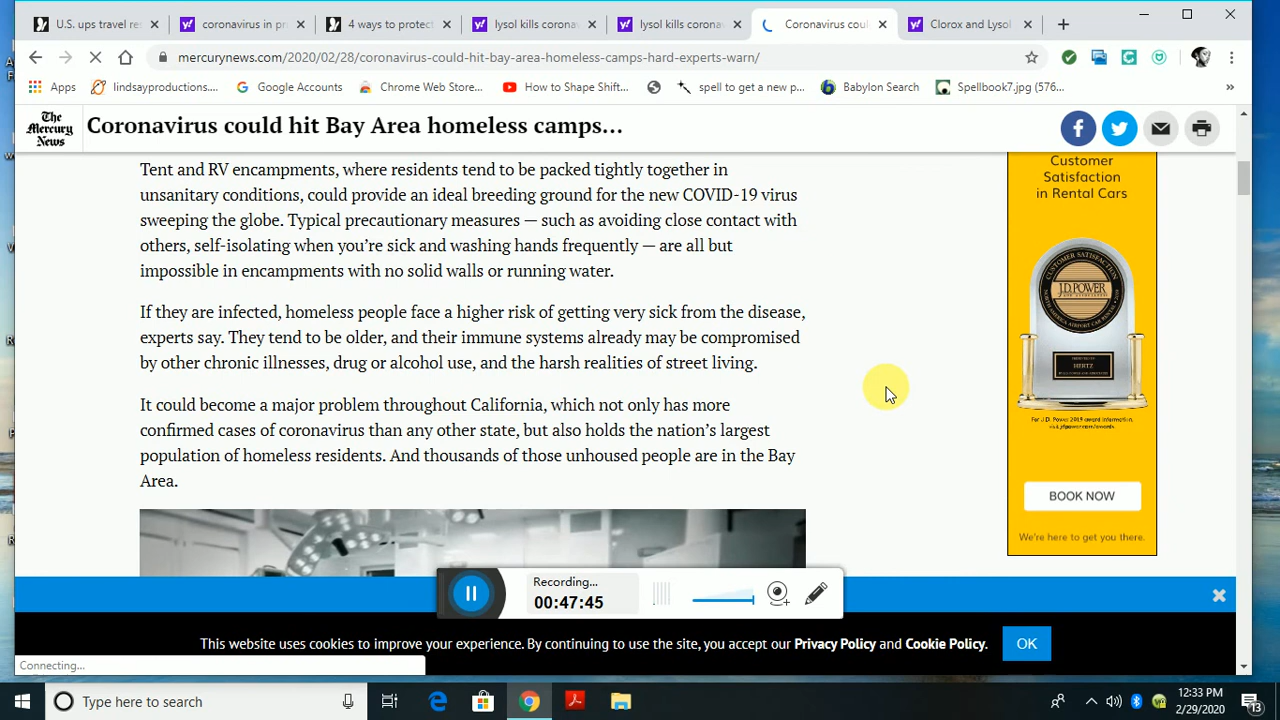 U.S. ups travel res
coronavirus in pr
4 ways to protect
lysol kills corona
lysol kills corona
Coronavirus coul
Clorox and Lysol
mercurynews.com/2020/02/28/coronavirus-could-hit-bay-area-homeless-camps-hard-experts-warn/
Apps
lindsayproductions....
Google Accounts
Chrome Web Store...
How to Shape Shift...
spell to get a new p...
Babylon Search
Spellbook7.jpg (576...
The Mercury News
Coronavirus could hit Bay Area homeless camps...
Tent and RV encampments, where residents tend to be packed tightly together in
unsanitary conditions, could provide an ideal breeding ground for the new COVID-19 virus
sweeping the globe. Typical precautionary measures — such as avoiding close contact with
others, self-isolating when you’re sick and washing hands frequently — are all but
impossible in encampments with no solid walls or running water.
If they are infected, homeless people face a higher risk of getting very sick from the disease,
experts say. They tend to be older, and their immune systems already may be compromised
by other chronic illnesses, drug or alcohol use, and the harsh realities of street living.
It could become a major problem throughout California, which not only has more
confirmed cases of coronavirus than any other state, but also holds the nation’s largest
population of homeless residents. And thousands of those unhoused people are in the Bay
Area.
Customer
Satisfaction
in Rental Cars
J.D. POWER
HERTZ
For J.D. Power 2019 award information,
visit jdpower.com/awards.
BOOK NOW
We're here to get you there.
Recording...
00:47:45
This website uses cookies to improve your experience. By continuing to use the site, you accept our Privacy Policy and Cookie Policy.
OK
Connecting...
Type here to search
12:33 PM
2/29/2020
13